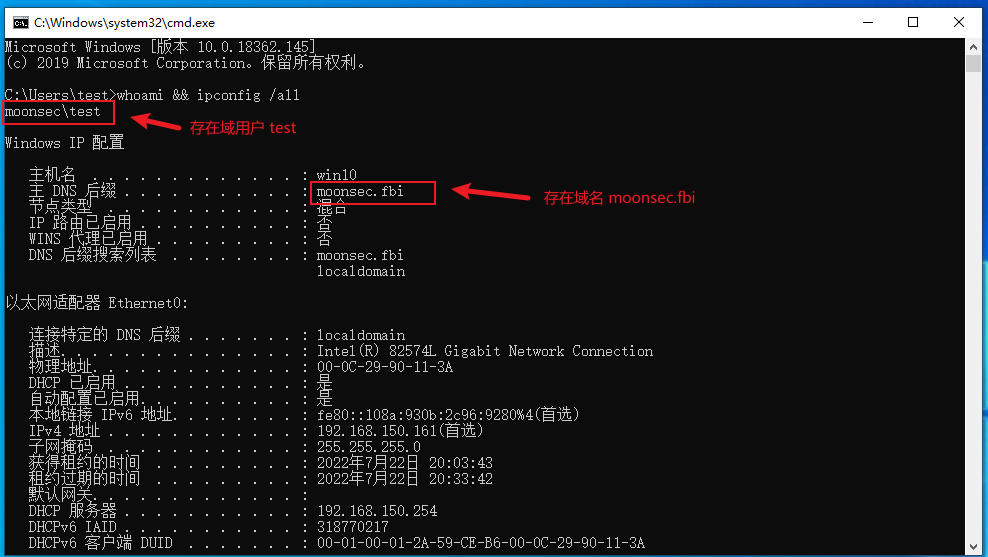 C:\Windows\system32\cmd.exe
Microsoft Windows [版本 10.0.18362.145]
(c) 2019 Microsoft Corporation。保留所有权利。
C:\Users\test>whoami && ipconfig /all
moonsec\test
存在域用户 test
Windows IP 配置
主机名 . . . . . . . . . . . . . : win10
主 DNS 后缀 . . . . . . . . . . . : moonsec.fbi
存在域名 moonsec.fbi
节点类型 . . . . . . . . . . . . : 混合
IP 路由已启用 . . . . . . . . . . : 否
WINS 代理已启用 . . . . . . . . . : 否
DNS 后缀搜索列表 . . . . . . . . : moonsec.fbi
localdomain
以太网适配器 Ethernet0:
连接特定的 DNS 后缀 . . . . . . . : localdomain
描述. . . . . . . . . . . . . . . : Intel(R) 82574L Gigabit Network Connection
物理地址. . . . . . . . . . . . . : 00-0C-29-90-11-3A
DHCP 已启用 . . . . . . . . . . . : 是
自动配置已启用. . . . . . . . . . : 是
本地链接 IPv6 地址. . . . . . . . : fe80::108a:930b:2c96:9280%4(首选)
IPv4 地址 . . . . . . . . . . . . : 192.168.150.161(首选)
子网掩码 . . . . . . . . . . . . : 255.255.255.0
获得租约的时间 . . . . . . . . . : 2022年7月22日 20:03:43
租约过期的时间 . . . . . . . . . : 2022年7月22日 20:33:42
默认网关. . . . . . . . . . . . . :
DHCP 服务器 . . . . . . . . . . . : 192.168.150.254
DHCPv6 IAID . . . . . . . . . . . : 318770217
DHCPv6 客户端 DUID . . . . . . . : 00-01-00-01-2A-59-CE-B6-00-0C-29-90-11-3A